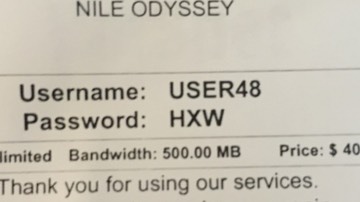 NILE ODYSSEY
Username: USER48
Password: HXW
limited Bandwidth: 500.00 MB Price: $ 40
Thank you for using our services.